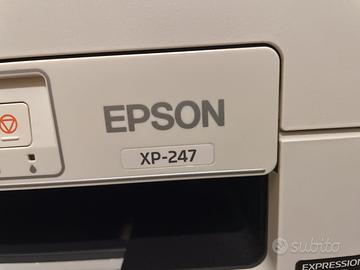 EPSON
XP-247
EXPRESSION
subito